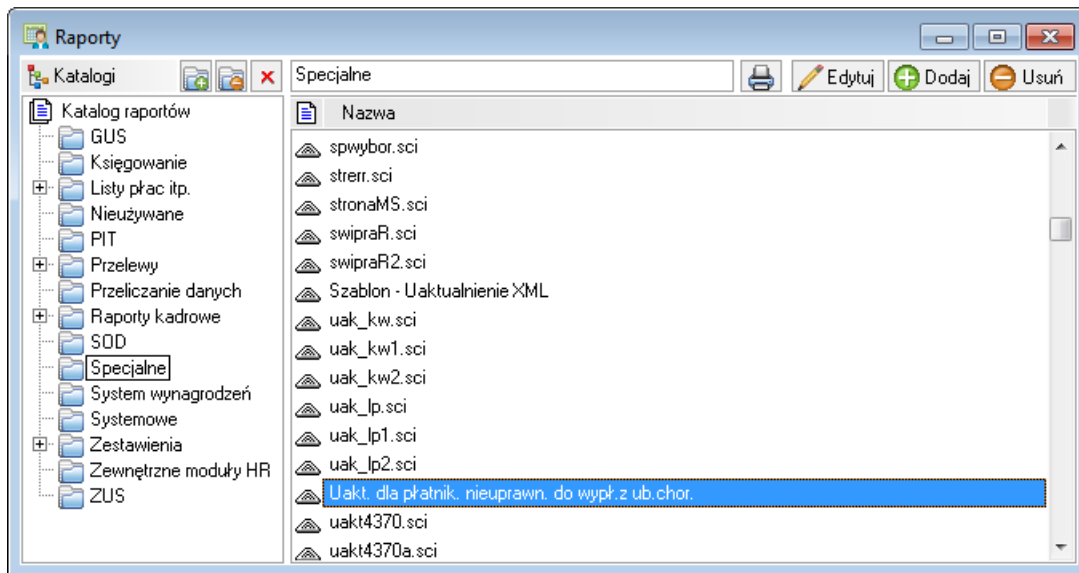 Raporty
Katalogi
Specjalne
Edytuj
Dodaj
Usuń
Katalog raportów
GUS
Księgowanie
Listy płac itp.
Nieużywane
PIT
Przelewy
Przeliczanie danych
Raporty kadrowe
SOD
Specjalne
System wynagrodzeń
Systemowe
Zestawienia
Zewnętrzne moduły HR
ZUS
Nazwa
spwybor.sci
strerr.sci
stronaMS.sci
swipraR.sci
swipraR2.sci
Szablon - Uaktualnienie XML
uak_kw.sci
uak_kw1.sci
uak_kw2.sci
uak_lp.sci
uak_lp1.sci
uak_lp2.sci
Uakt. dla płatnik. nieuprawn. do wypł.z ub.chor.
uakt4370.sci
uakt4370a.sci